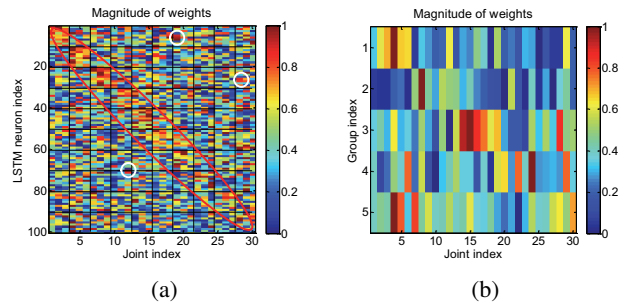 Magnitude of weights
LSTM neuron index
20
40
60
80
100
5 10 15 20 25 30
Joint index
1
0.8
0.6
0.4
0.2
0
(a)
Magnitude of weights
Group index
1
2
3
4
5
5 10 15 20 25 30
Joint index
1
0.8
0.6
0.4
0.2
0
(b)